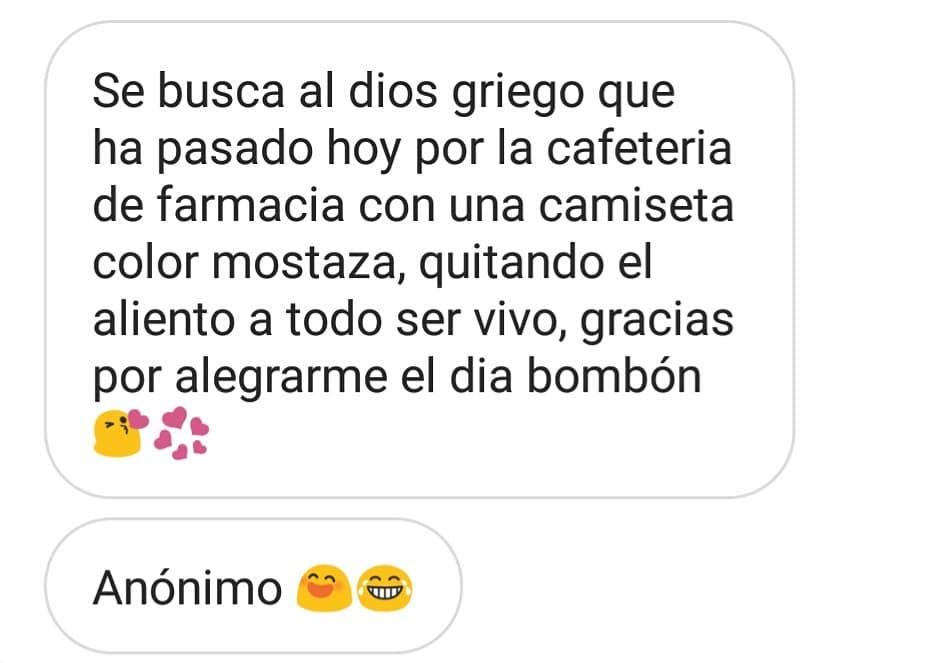 Se busca al dios griego que
ha pasado hoy por la cafeteria
de farmacia con una camiseta
color mostaza, quitando el
aliento a todo ser vivo, gracias
por alegrarme el dia bombón
😘💞
Anónimo 😄😂